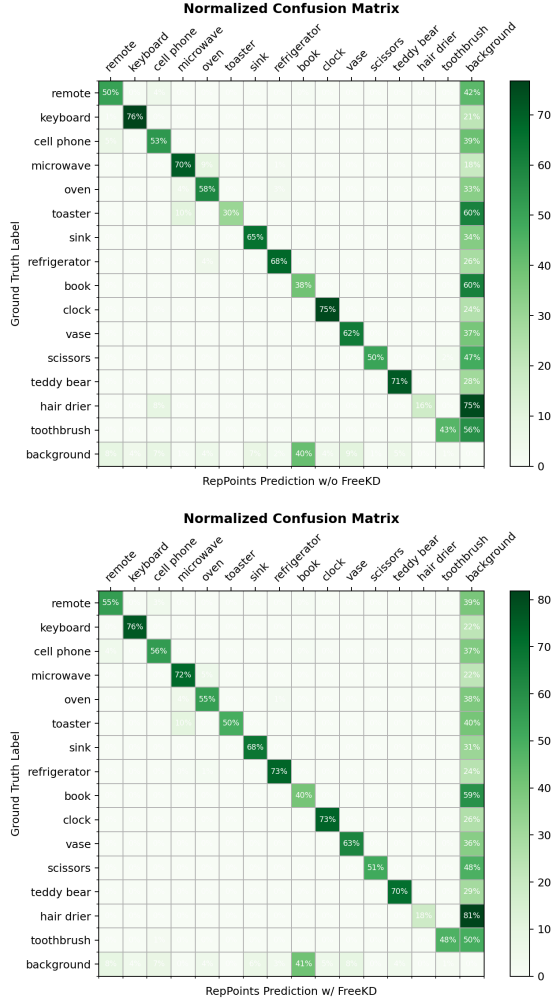 Normalized Confusion Matrix
remote keyboard cell phone microwave oven toaster sink refrigerator book clock vase scissors teddy bear hair drier toothbrush background
Ground Truth Label
remote 50% 42%
keyboard 76% 21%
cell phone 53% 39%
microwave 70% 18%
oven 58% 33%
toaster 10% 30% 60%
sink 65% 34%
refrigerator 68% 26%
book 38% 60%
clock 75% 24%
vase 62% 37%
scissors 50% 47%
teddy bear 71% 28%
hair drier 18% 75%
toothbrush 43% 56%
background 40%
70
60
50
40
30
20
10
0
RepPoints Prediction w/o FreeKD
Normalized Confusion Matrix
remote keyboard cell phone microwave oven toaster sink refrigerator book clock vase scissors teddy bear hair drier toothbrush background
Ground Truth Label
remote 55% 39%
keyboard 76% 22%
cell phone 56% 37%
microwave 72% 22%
oven 55% 38%
toaster 10% 50% 40%
sink 68% 31%
refrigerator 73% 24%
book 40% 59%
clock 73% 26%
vase 63% 36%
scissors 51% 48%
teddy bear 70% 29%
hair drier 18% 81%
toothbrush 48% 50%
background 41%
80
70
60
50
40
30
20
10
0
RepPoints Prediction w/ FreeKD